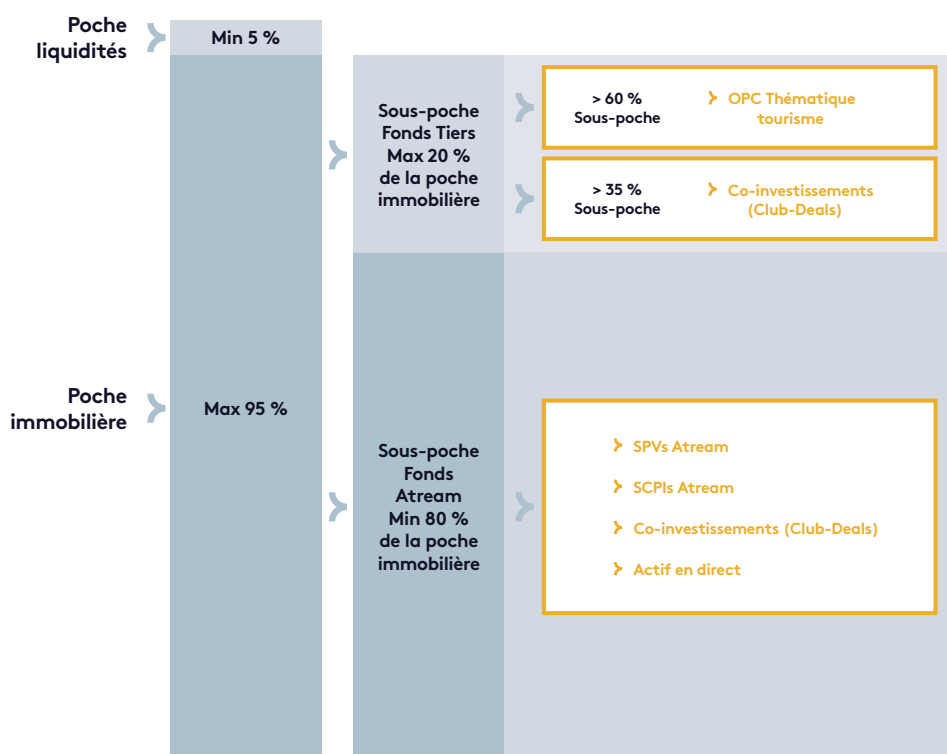 Poche
liquidités
Min 5 %
Sous-poche
Fonds Tiers
Max 20 %
de la poche
immobilière
> 60 %
Sous-poche
OPC Thématique
tourisme
> 35 %
Sous-poche
Co-investissements
(Club-Deals)
Poche
immobilière
Max 95 %
Sous-poche
Fonds
Atream
Min 80 %
de la poche
immobilière
SPVs Atream
SCPIs Atream
Co-investissements (Club-Deals)
Actif en direct